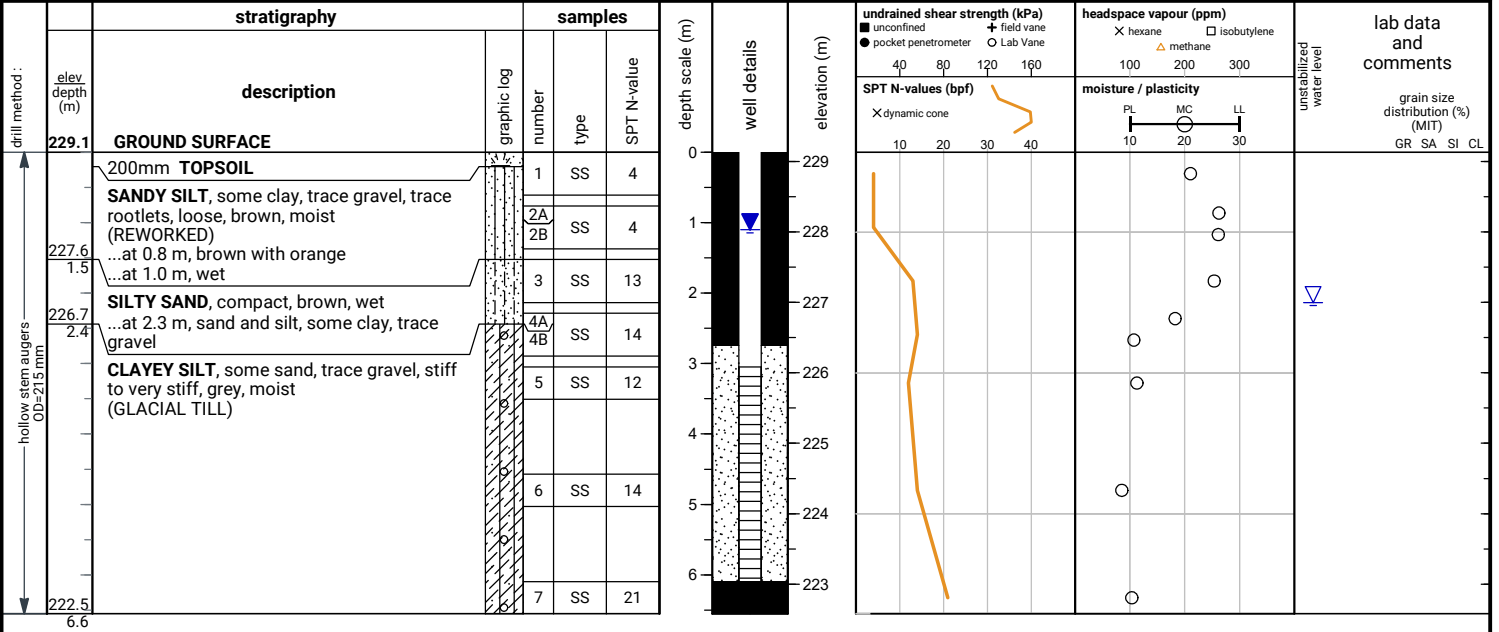 stratigraphy
samples
drill method :
elev
depth
(m)
description
graphic log
number
type
SPT N-value
depth scale (m)
well details
elevation (m)
undrained shear strength (kPa)
unconfined
field vane
pocket penetrometer
Lab Vane
40 80 120 160
SPT N-values (bpf)
dynamic cone
10 20 30 40
headspace vapour (ppm)
hexane
isobutylene
methane
100 200 300
moisture / plasticity
PL MC LL
10 20 30
unstabilized
water level
lab data
and
comments
grain size
distribution (%)
(MIT)
GR SA SI CL
229.1 GROUND SURFACE
200mm TOPSOIL
SANDY SILT, some clay, trace gravel, trace
rootlets, loose, brown, moist
(REWORKED)
...at 0.8 m, brown with orange
...at 1.0 m, wet
227.6
1.5
SILTY SAND, compact, brown, wet
...at 2.3 m, sand and silt, some clay, trace
gravel
226.7
2.4
CLAYEY SILT, some sand, trace gravel, stiff
to very stiff, grey, moist
(GLACIAL TILL)
222.5
6.6
hollow stem augers
OD=215 mm
1 SS 4
2A
2B
SS 4
3 SS 13
4A
4B
SS 14
5 SS 12
6 SS 14
7 SS 21
0
1
2
3
4
5
6
229
228
227
226
225
224
223